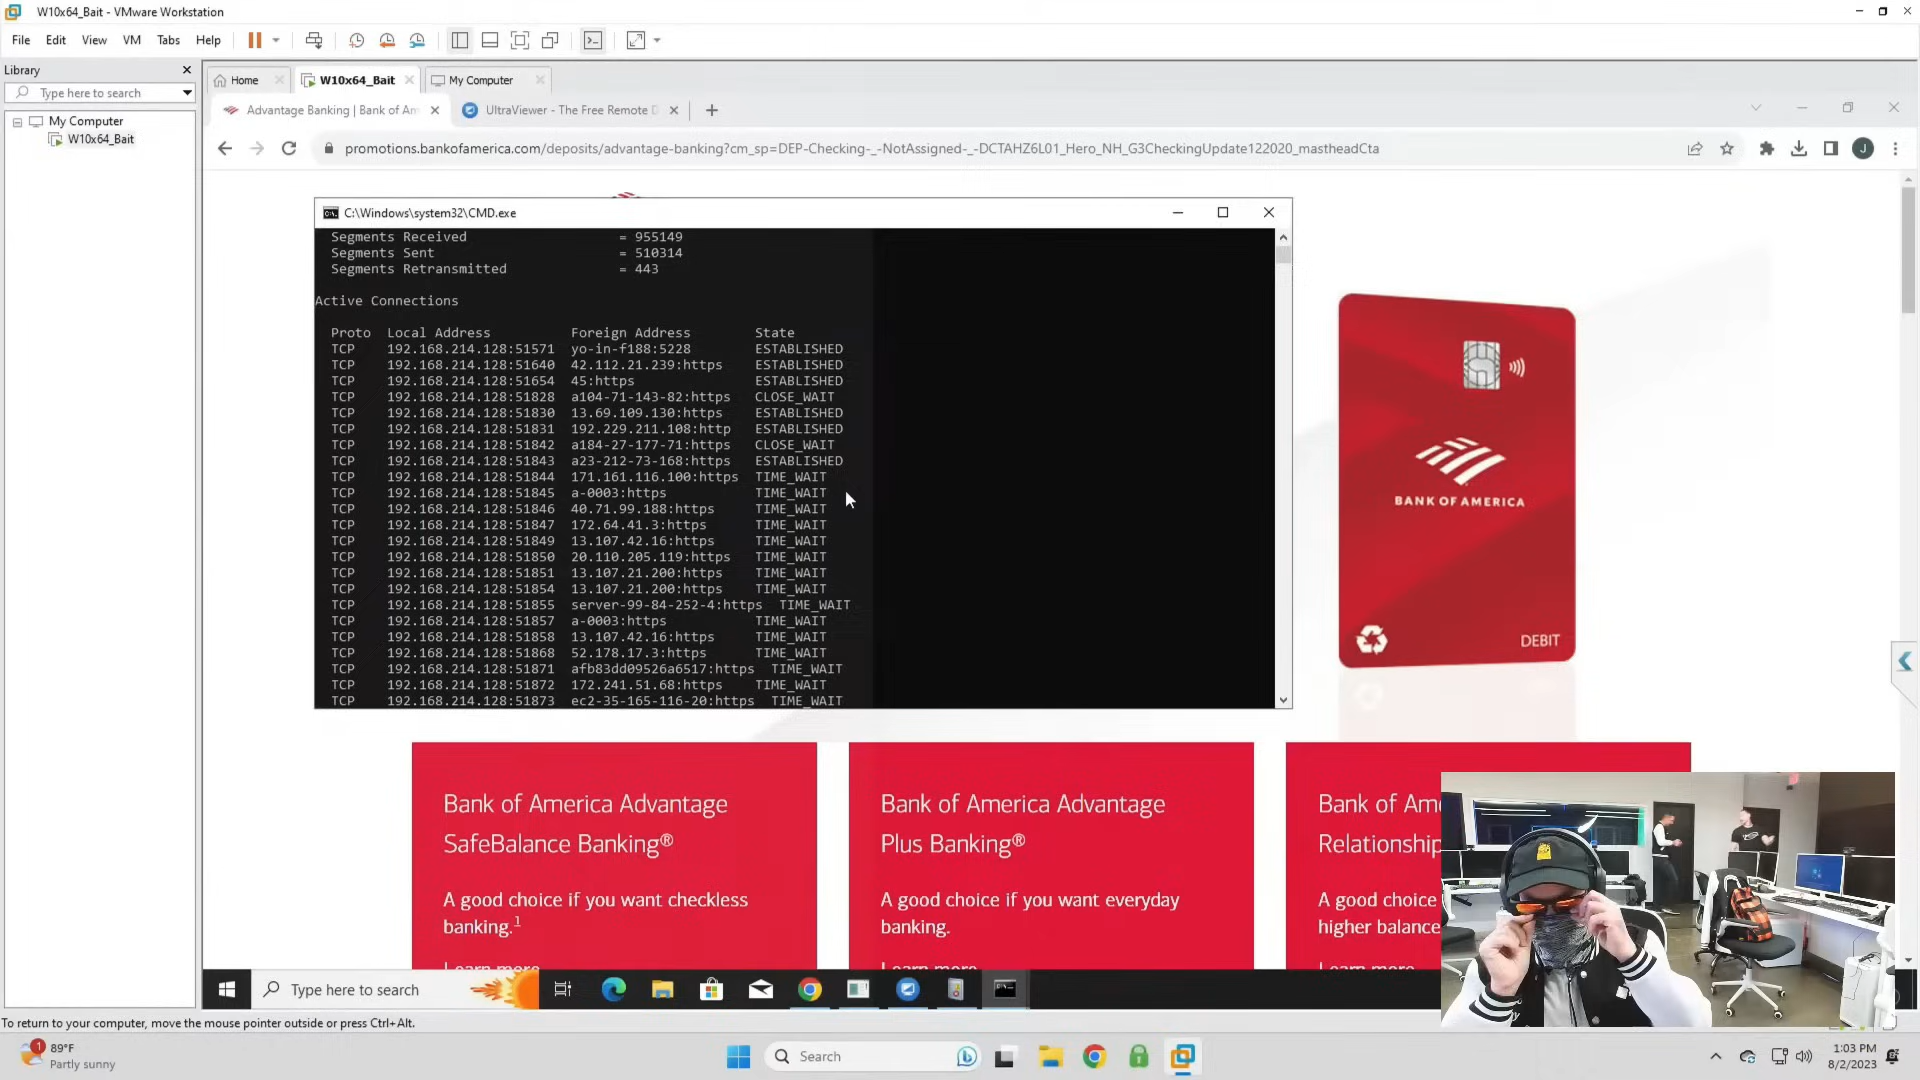 W10x64_Bait - VMware Workstation
File Edit View VM Tabs Help
Library
Type here to search
My Computer
W10x64_Bait
Home
W10x64_Bait
My Computer
Advantage Banking | Bank of Am
UltraViewer - The Free Remote D
promotions.bankofamerica.com/deposits/advantage-banking?cm_sp=DEP-Checking-_-NotAssigned-_-DCTAHZ6L01_Hero_NH_G3CheckingUpdate122020_mastheadCta
J
C:\Windows\system32\CMD.exe
Segments Received = 955149
Segments Sent = 510314
Segments Retransmitted = 443
Active Connections
Proto Local Address Foreign Address State
TCP 192.168.214.128:51571 yo-in-f188:5228 ESTABLISHED
TCP 192.168.214.128:51640 42.112.21.239:https ESTABLISHED
TCP 192.168.214.128:51654 45:https ESTABLISHED
TCP 192.168.214.128:51828 a104-71-143-82:https CLOSE_WAIT
TCP 192.168.214.128:51830 13.69.109.130:https ESTABLISHED
TCP 192.168.214.128:51831 192.229.211.108:http ESTABLISHED
TCP 192.168.214.128:51842 a184-27-177-71:https CLOSE_WAIT
TCP 192.168.214.128:51843 a23-212-73-168:https ESTABLISHED
TCP 192.168.214.128:51844 171.161.116.100:https TIME_WAIT
TCP 192.168.214.128:51845 a-0003:https TIME_WAIT
TCP 192.168.214.128:51846 40.71.99.188:https TIME_WAIT
TCP 192.168.214.128:51847 172.64.41.3:https TIME_WAIT
TCP 192.168.214.128:51849 13.107.42.16:https TIME_WAIT
TCP 192.168.214.128:51850 20.110.205.119:https TIME_WAIT
TCP 192.168.214.128:51851 13.107.21.200:https TIME_WAIT
TCP 192.168.214.128:51854 13.107.21.200:https TIME_WAIT
TCP 192.168.214.128:51855 server-99-84-252-4:https TIME_WAIT
TCP 192.168.214.128:51857 a-0003:https TIME_WAIT
TCP 192.168.214.128:51858 13.107.42.16:https TIME_WAIT
TCP 192.168.214.128:51868 52.178.17.3:https TIME_WAIT
TCP 192.168.214.128:51871 afb83dd09526a6517:https TIME_WAIT
TCP 192.168.214.128:51872 172.241.51.68:https TIME_WAIT
TCP 192.168.214.128:51873 ec2-35-165-116-20:https TIME_WAIT
BANK OF AMERICA
DEBIT
Bank of America Advantage
SafeBalance Banking®
A good choice if you want checkless
banking.1
Learn more
Bank of America Advantage
Plus Banking®
A good choice if you want everyday
banking.
Learn more
Bank of Am
Relationship
A good choice
higher balance
Learn more
Type here to search
To return to your computer, move the mouse pointer outside or press Ctrl+Alt.
1
89°F
Partly sunny
Search
1:03 PM
8/2/2023